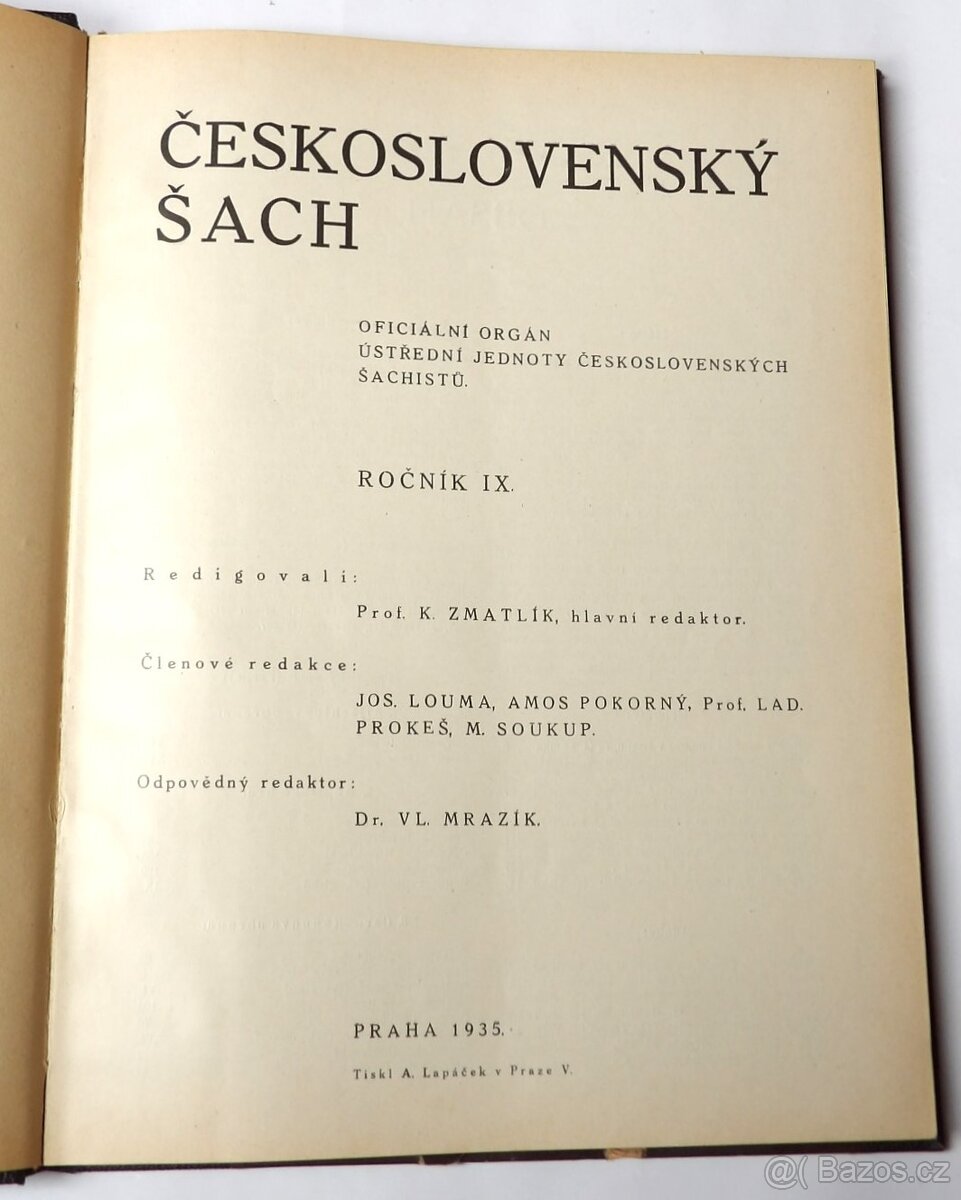 ČESKOSLOVENSKÝ
ŠACH
OFICIÁLNÍ ORGÁN
ÚSTŘEDNÍ JEDNOTY ČESKOSLOVENSKÝCH
ŠACHISTŮ.
ROČNÍK IX.
Redigovali:
Prof. K. ZMATLÍK, hlavní redaktor.
Členové redakce:
JOS. LOUMA, AMOS POKORNÝ, Prof. LAD.
PROKEŠ, M. SOUKUP.
Odpovědný redaktor:
Dr. VL. MRAZÍK.
PRAHA 1935.
Tiskl A. Lapáček v Praze V.
@( Bazos.cz